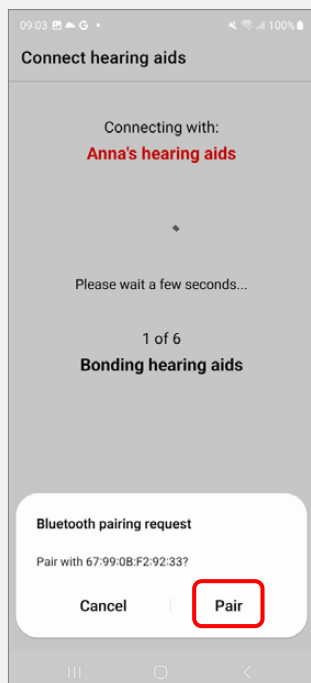 09:03 G • 100%
Connect hearing aids
Connecting with:
Anna's hearing aids
Please wait a few seconds...
1 of 6
Bonding hearing aids
Bluetooth pairing request
Pair with 67:99:0B:F2:92:33?
Cancel Pair